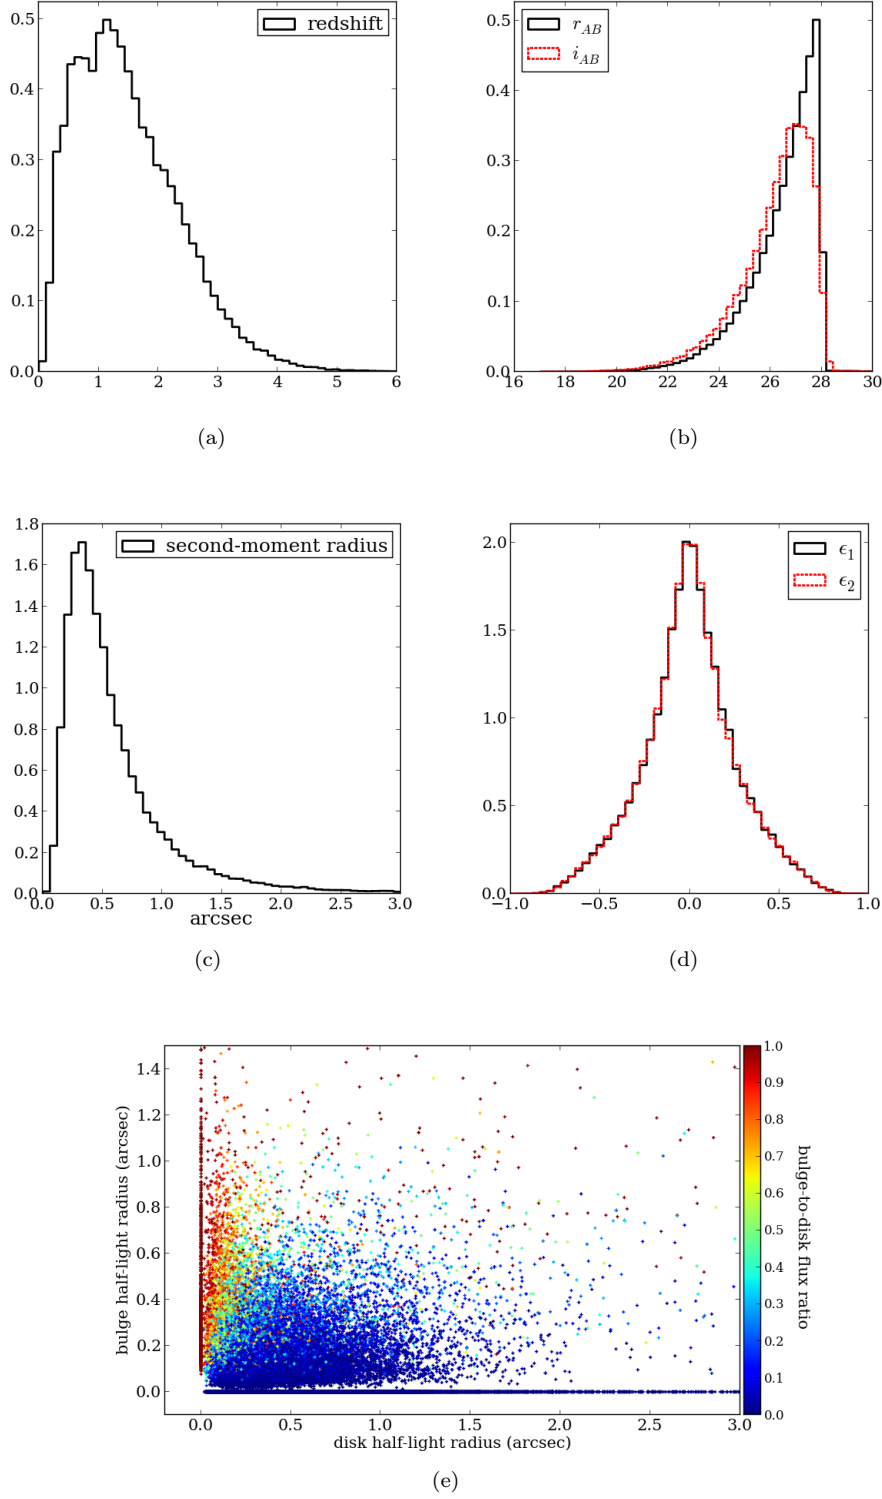 0.5
0.4
0.3
0.2
0.1
0.0
0 1 2 3 4 5 6
redshift
(a)
0.5
0.4
0.3
0.2
0.1
0.0
16 18 20 22 24 26 28 30
r_AB
i_AB
(b)
1.8
1.6
1.4
1.2
1.0
0.8
0.6
0.4
0.2
0.0
0.0 0.5 1.0 1.5 2.0 2.5 3.0
arcsec
second-moment radius
(c)
2.0
1.5
1.0
0.5
0.0
−1.0 −0.5 0.0 0.5 1.0
ϵ_1
ϵ_2
(d)
bulge half-light radius (arcsec)
1.4
1.2
1.0
0.8
0.6
0.4
0.2
0.0
0.0 0.5 1.0 1.5 2.0 2.5 3.0
disk half-light radius (arcsec)
1.0
0.9
0.8
0.7
0.6
0.5
0.4
0.3
0.2
0.1
0.0
bulge-to-disk flux ratio
(e)